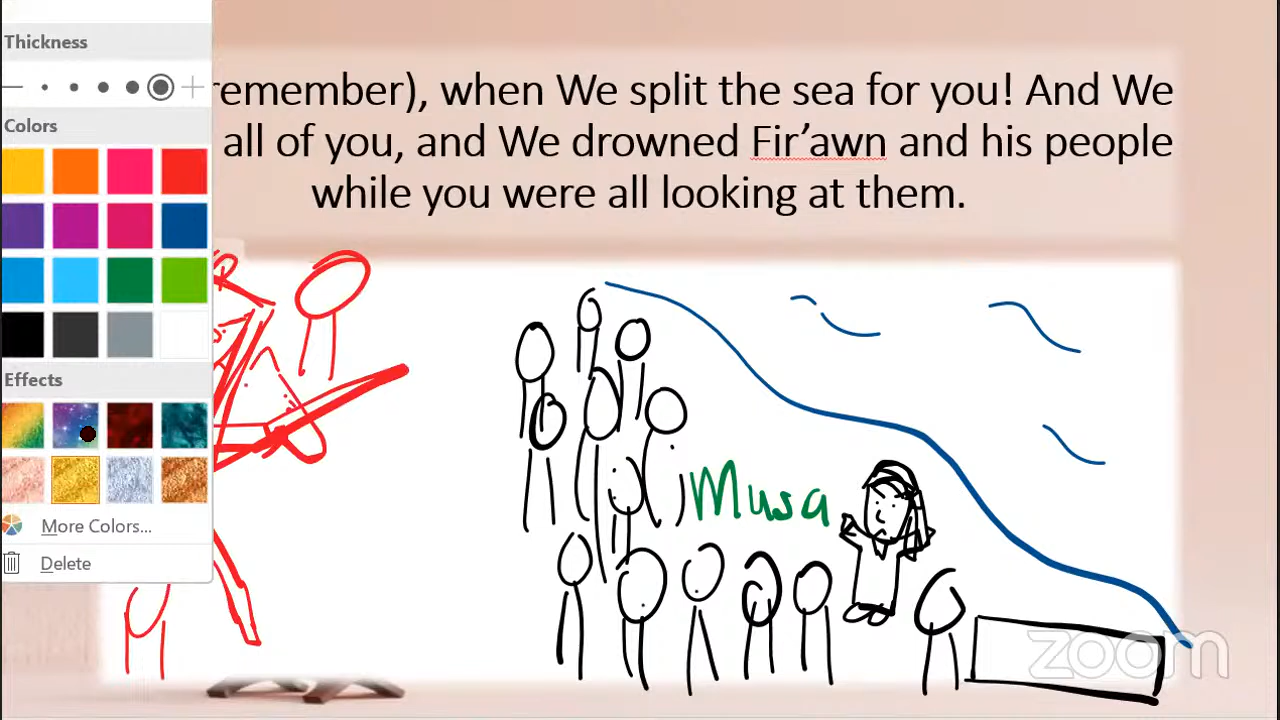 Thickness
Colors
Effects
More Colors...
Delete
remember), when We split the sea for you! And We
all of you, and We drowned Fir’awn and his people
while you were all looking at them.
Musa
zoom